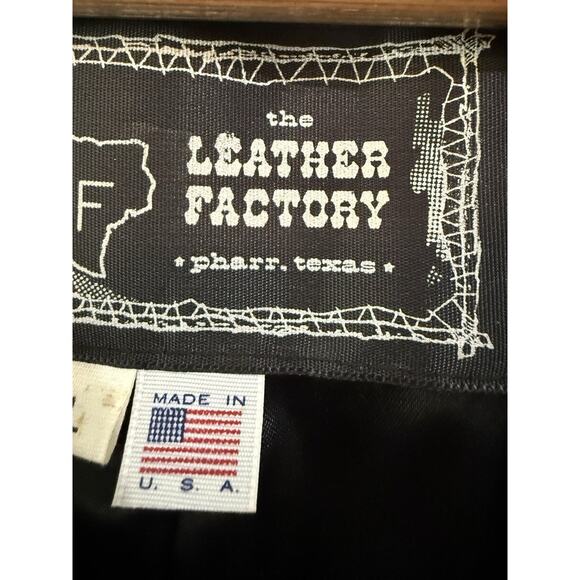 F
the
LEATHER
FACTORY
* pharr, texas *
MADE IN
U. S. A.